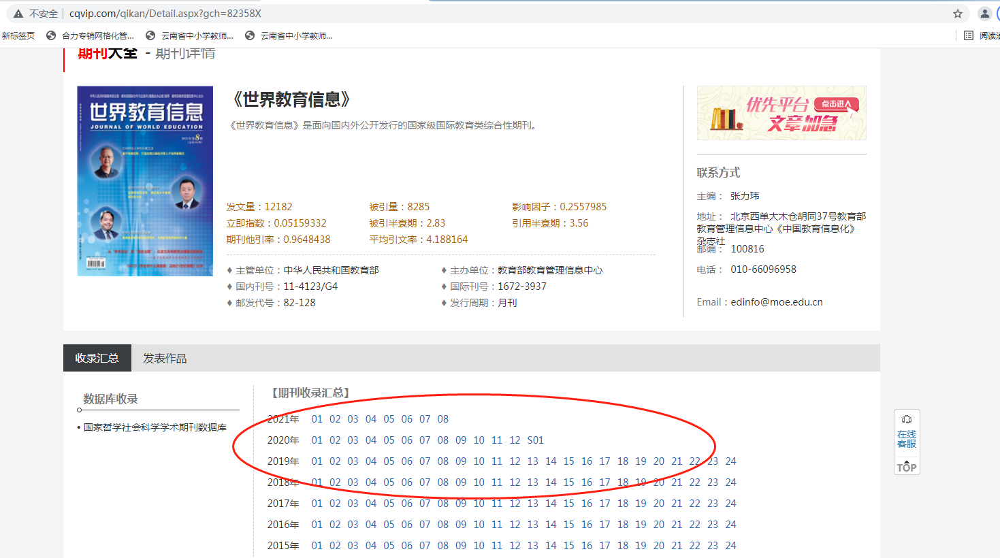 不安全 cqvip.com/qikan/Detail.aspx?gch=82358X
新标签页 合力专销网格化管... 云南省中小学教师... 云南省中小学教师... 阅读清
期刊大全 - 期刊详情
世界教育信息
JOURNAL OF WORLD EDUCATION
2021年第8期
《世界教育信息》
《世界教育信息》是面向国内外公开发行的国家级国际教育类综合性期刊。
发文量：12182 被引量：8285 影响因子：0.2557985
立即指数：0.05159332 被引半衰期：2.83 引用半衰期：3.56
期刊他引率：0.9648438 平均引文率：4.188164
♦ 主管单位：中华人民共和国教育部 ♦ 主办单位：教育部教育管理信息中心
♦ 国内刊号：11-4123/G4 ♦ 国际刊号：1672-3937
♦ 邮发代号：82-128 ♦ 发行周期：月刊
优先平台 点击进入
文章加急
联系方式
主编： 张力玮
地址： 北京西单大木仓胡同37号教育部
教育管理信息中心《中国教育信息化》
杂志社
邮编： 100816
电话： 010-66096958
Email：edinfo@moe.edu.cn
收录汇总 发表作品
数据库收录
• 国家哲学社会科学学术期刊数据库
【期刊收录汇总】
2021年 01 02 03 04 05 06 07 08
2020年 01 02 03 04 05 06 07 08 09 10 11 12 S01
2019年 01 02 03 04 05 06 07 08 09 10 11 12 13 14 15 16 17 18 19 20 21 22 23 24
2018年 01 02 03 04 05 06 07 08 09 10 11 12 13 14 15 16 17 18 19 20 21 22 23 24
2017年 01 02 03 04 05 06 07 08 09 10 11 12 13 14 15 16 17 18 19 20 21 22 23 24
2016年 01 02 03 04 05 06 07 08 09 10 11 12 13 14 15 16 17 18 19 20 21 22 23 24
2015年 01 02 03 04 05 06 07 08 09 10 11 12 13 14 15 16 17 18 19 20 21 22 23 24
在线
客服
TOP